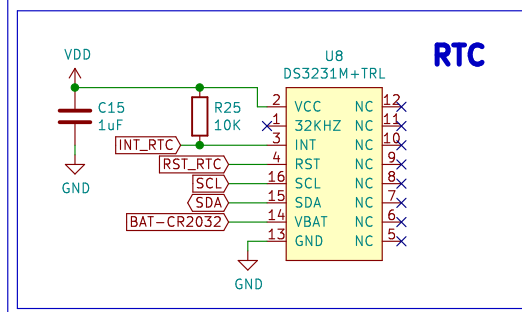 RTC
VDD
U8
DS3231M+TRL
C15
1uF
R25
10K
GND
2 VCC NC 12
1 32KHZ NC 11
INT_RTC 3 INT NC 10
RST_RTC 4 RST NC 9
SCL 16 SCL NC 8
SDA 15 SDA NC 7
BAT-CR2032 14 VBAT NC 6
13 GND NC 5
GND